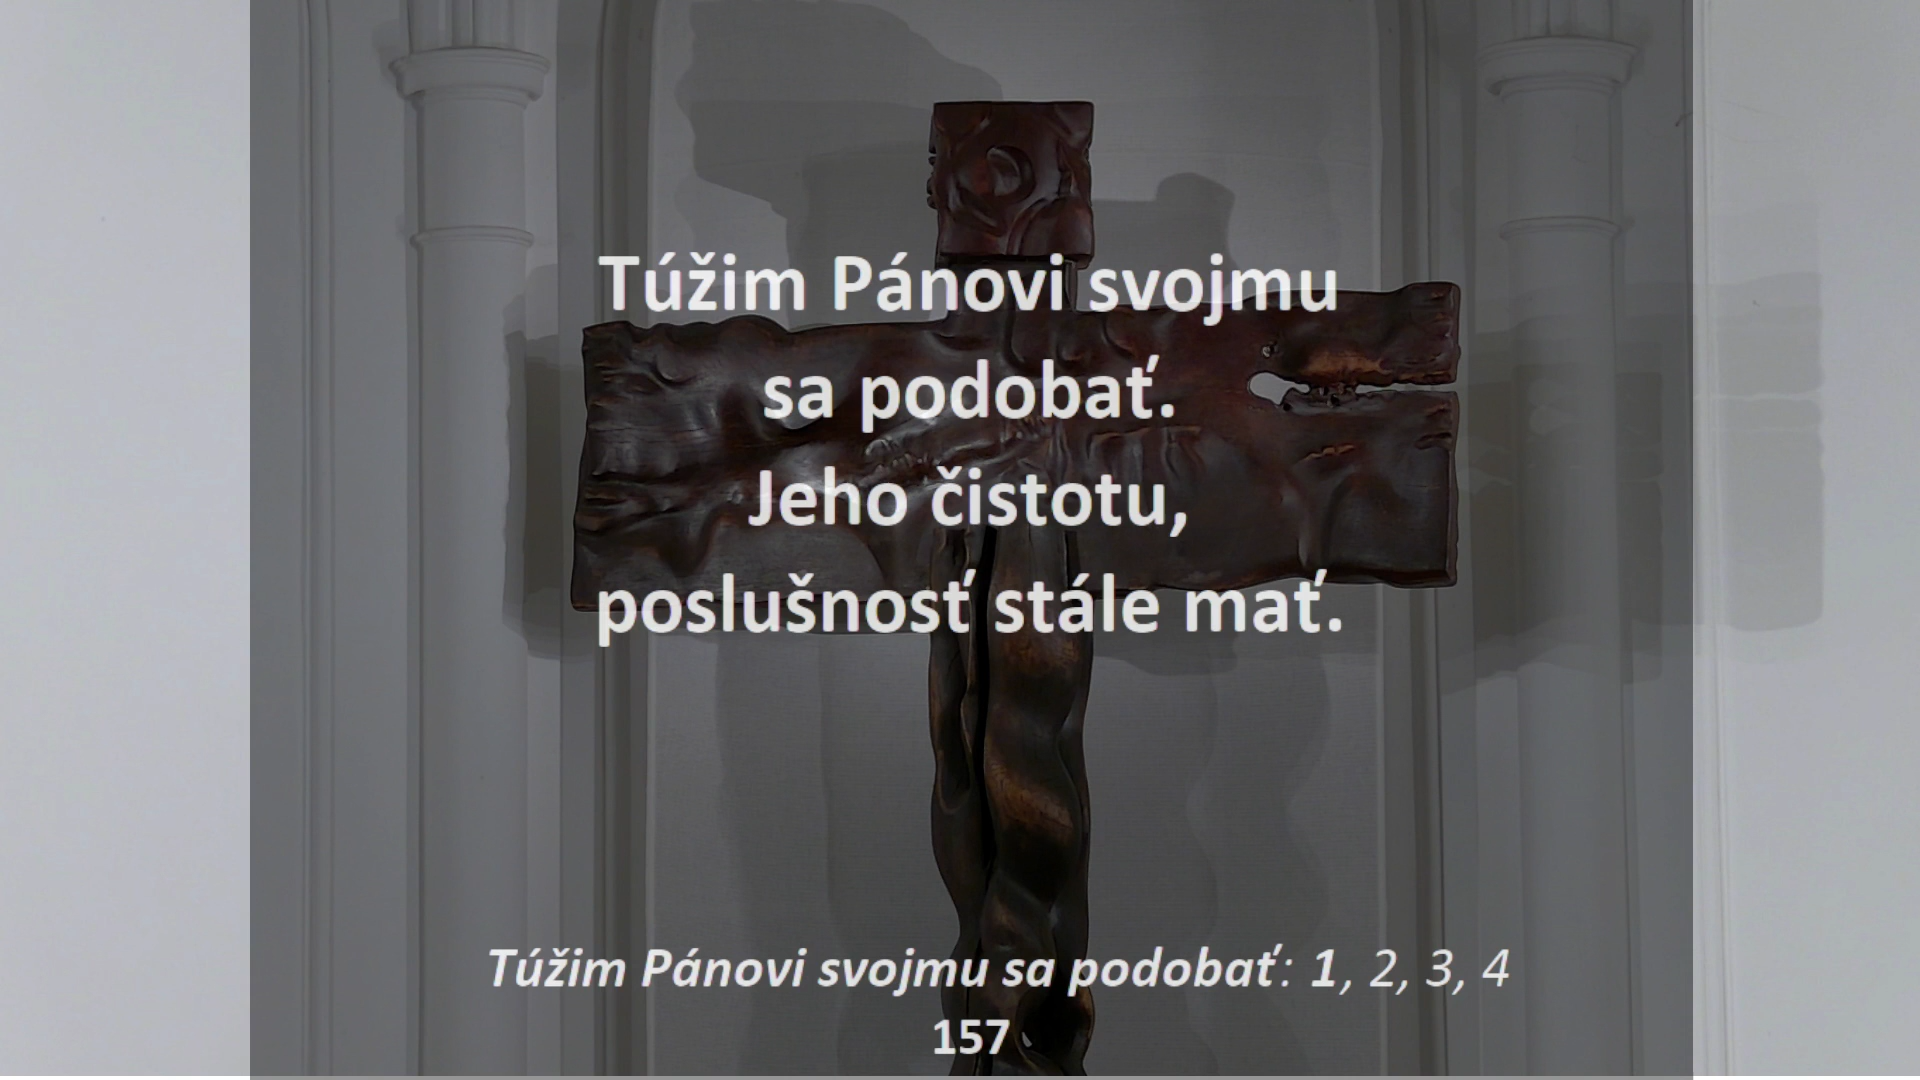 Túžim Pánovi svojmu
sa podobať.
Jeho čistotu,
poslušnosť stále mať.
Túžim Pánovi svojmu sa podobať: 1, 2, 3, 4
157